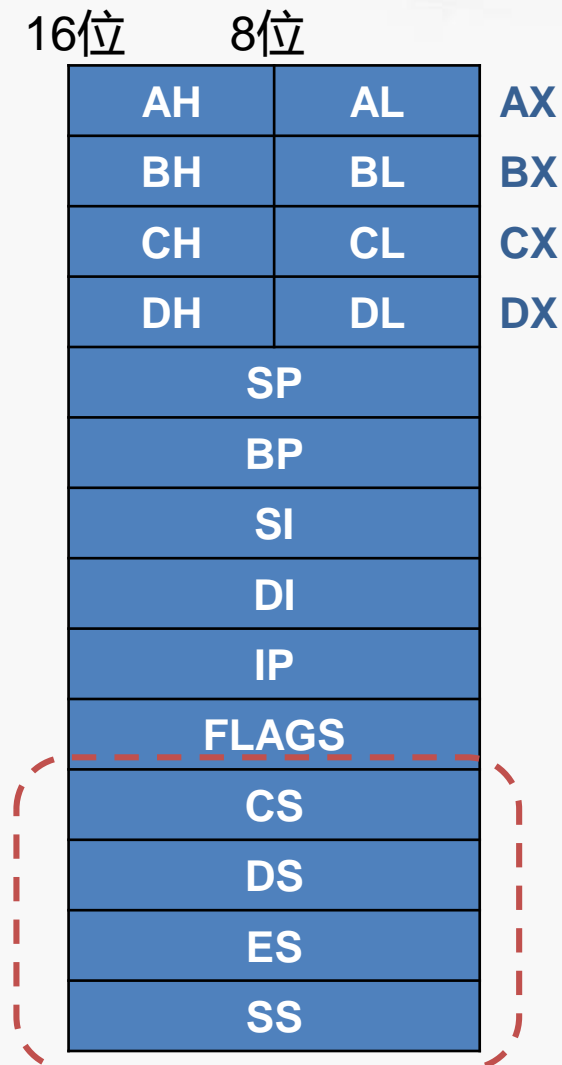 16位 8位
AH AL AX
BH BL BX
CH CL CX
DH DL DX
SP
BP
SI
DI
IP
FLAGS
CS
DS
ES
SS